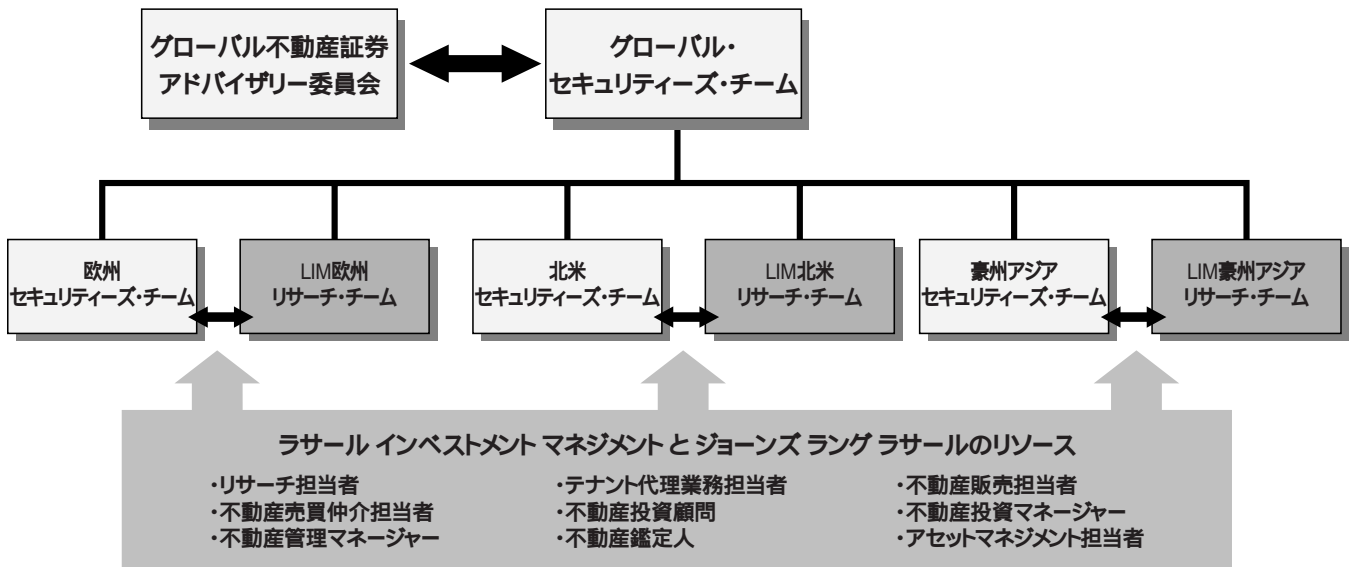 グローバル不動産証券
アドバイザリー委員会
グローバル・
セキュリティーズ・チーム
欧州
セキュリティーズ・チーム
LIM欧州
リサーチ・チーム
北米
セキュリティーズ・チーム
LIM北米
リサーチ・チーム
豪州アジア
セキュリティーズ・チーム
LIM豪州アジア
リサーチ・チーム
ラサール インベストメント マネジメント と ジョーンズ ラング ラサールのリソース
・リサーチ担当者
・不動産売買仲介担当者
・不動産管理マネージャー
・テナント代理業務担当者
・不動産投資顧問
・不動産鑑定人
・不動産販売担当者
・不動産投資マネージャー
・アセットマネジメント担当者